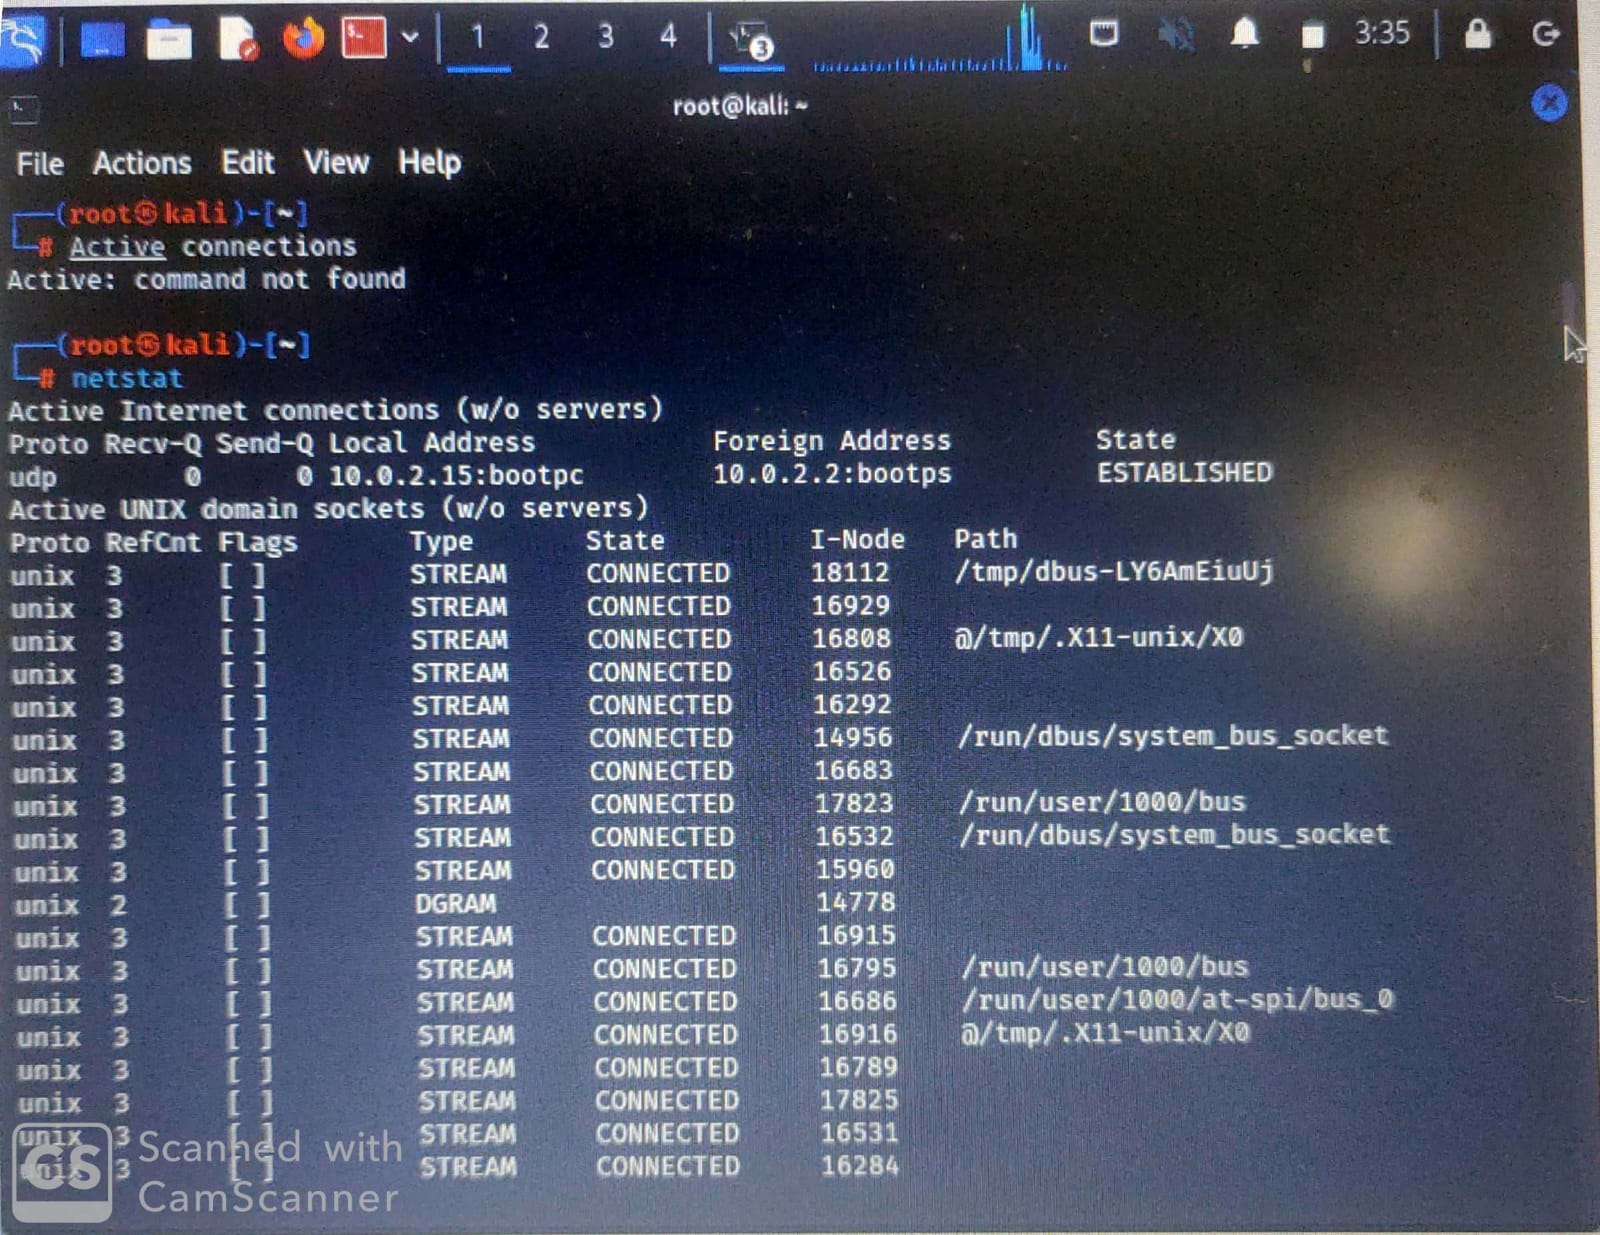 1 2 3 4 3 3:35
root@kali: ~
File Actions Edit View Help
(root㉿kali)-[~]
# Active connections
Active: command not found
(root㉿kali)-[~]
# netstat
Active Internet connections (w/o servers)
Proto Recv-Q Send-Q Local Address Foreign Address State
udp 0 0 10.0.2.15:bootpc 10.0.2.2:bootps ESTABLISHED
Active UNIX domain sockets (w/o servers)
Proto RefCnt Flags Type State I-Node Path
unix 3 [ ] STREAM CONNECTED 18112 /tmp/dbus-LY6AmEiuUj
unix 3 [ ] STREAM CONNECTED 16929
unix 3 [ ] STREAM CONNECTED 16808 @/tmp/.X11-unix/X0
unix 3 [ ] STREAM CONNECTED 16526
unix 3 [ ] STREAM CONNECTED 16292
unix 3 [ ] STREAM CONNECTED 14956 /run/dbus/system_bus_socket
unix 3 [ ] STREAM CONNECTED 16683
unix 3 [ ] STREAM CONNECTED 17823 /run/user/1000/bus
unix 3 [ ] STREAM CONNECTED 16532 /run/dbus/system_bus_socket
unix 3 [ ] STREAM CONNECTED 15960
unix 2 [ ] DGRAM 14778
unix 3 [ ] STREAM CONNECTED 16915
unix 3 [ ] STREAM CONNECTED 16795 /run/user/1000/bus
unix 3 [ ] STREAM CONNECTED 16686 /run/user/1000/at-spi/bus_0
unix 3 [ ] STREAM CONNECTED 16916 @/tmp/.X11-unix/X0
unix 3 [ ] STREAM CONNECTED 16789
unix 3 [ ] STREAM CONNECTED 17825
unix 3 [ ] STREAM CONNECTED 16531
unix 3 [ ] STREAM CONNECTED 16284
CS Scanned with
CamScanner